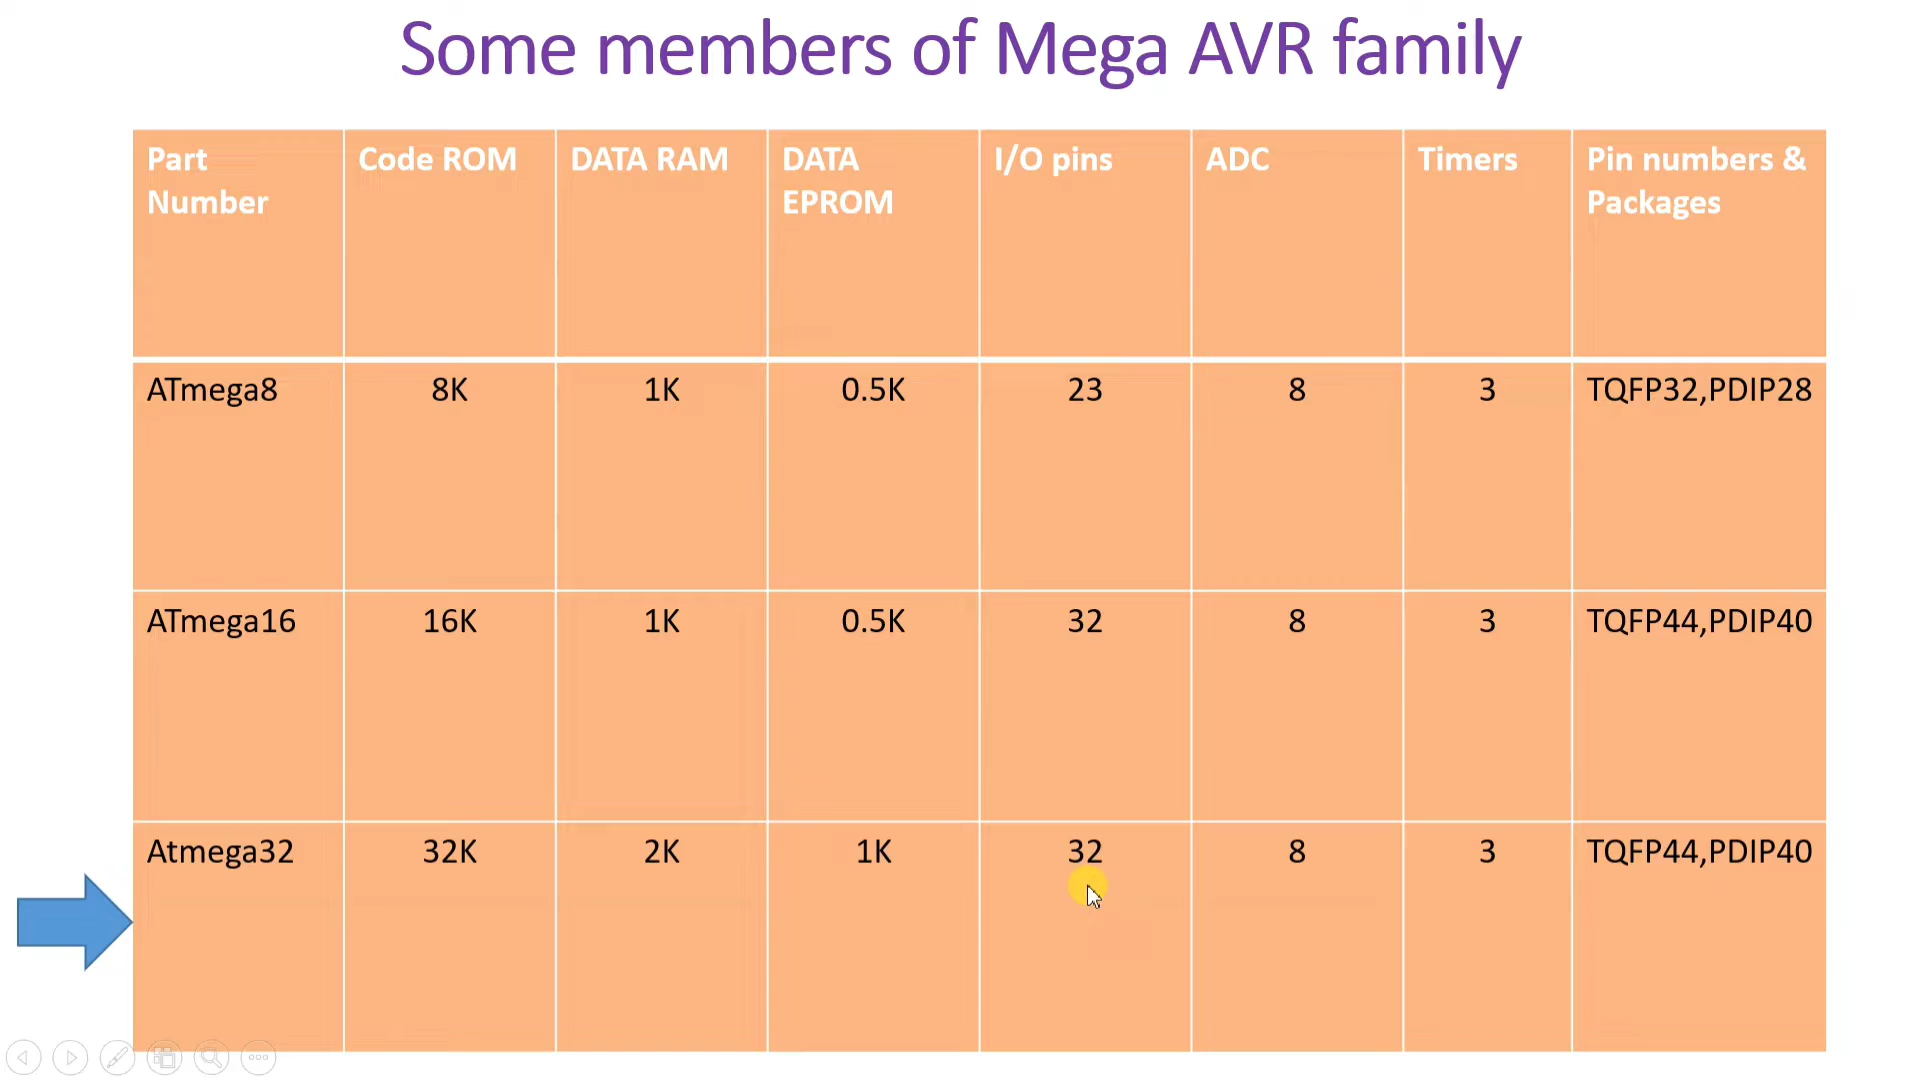 Some members of Mega AVR family
Part Number Code ROM DATA RAM DATA EPROM I/O pins ADC Timers Pin numbers & Packages
ATmega8 8K 1K 0.5K 23 8 3 TQFP32,PDIP28
ATmega16 16K 1K 0.5K 32 8 3 TQFP44,PDIP40
Atmega32 32K 2K 1K 32 8 3 TQFP44,PDIP40